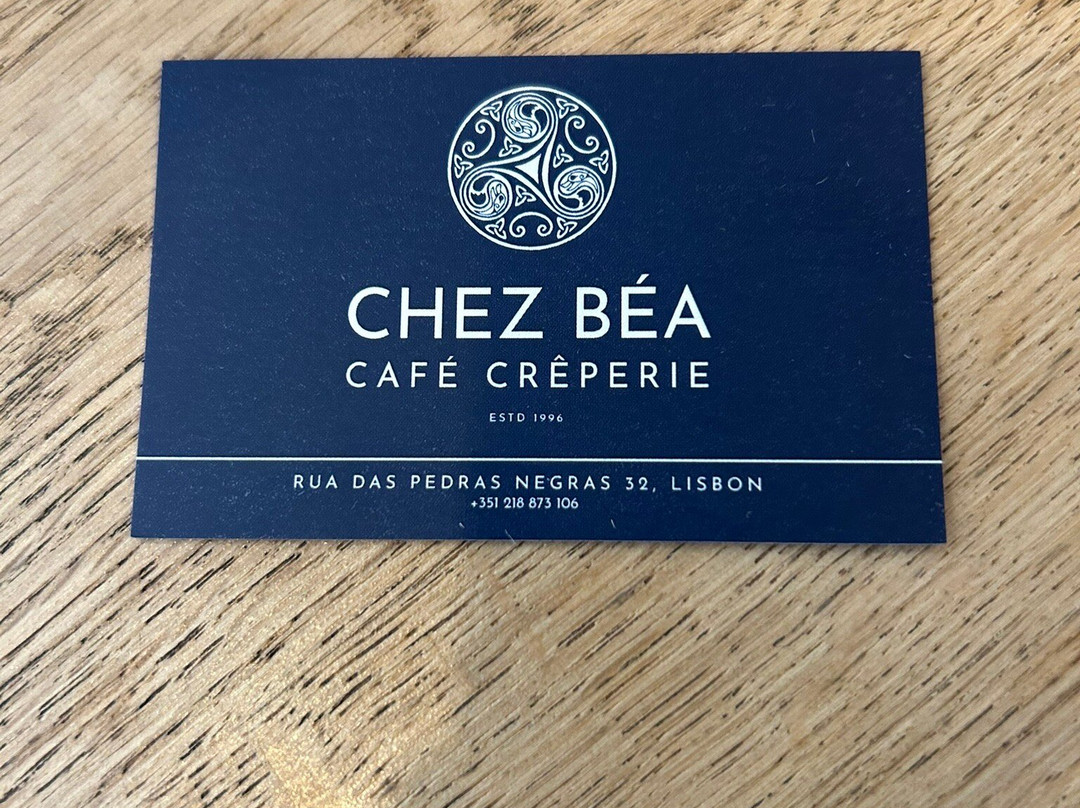 CHEZ BÉA
CAFÉ CRÊPERIE
ESTD 1996
RUA DAS PEDRAS NEGRAS 32, LISBON
+351 218 873 106